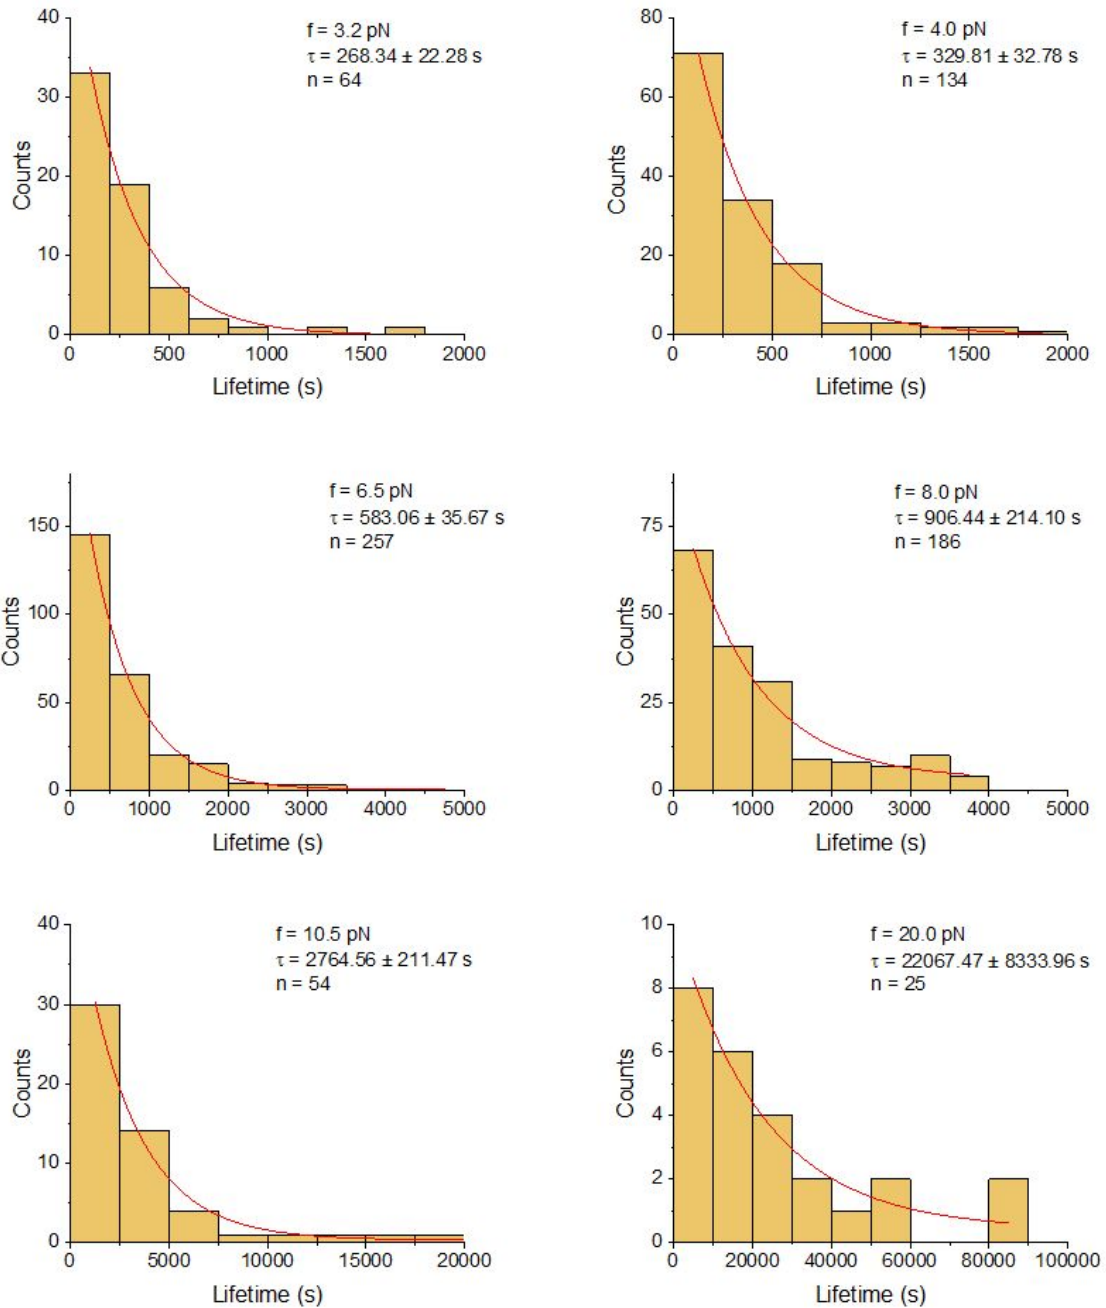 f = 3.2 pN
τ = 268.34 ± 22.28 s
n = 64
40
30
20
10
0
Counts
0 500 1000 1500 2000
Lifetime (s)
f = 4.0 pN
τ = 329.81 ± 32.78 s
n = 134
80
60
40
20
0
Counts
0 500 1000 1500 2000
Lifetime (s)
f = 6.5 pN
τ = 583.06 ± 35.67 s
n = 257
150
100
50
0
Counts
0 1000 2000 3000 4000 5000
Lifetime (s)
f = 8.0 pN
τ = 906.44 ± 214.10 s
n = 186
75
50
25
0
Counts
0 1000 2000 3000 4000 5000
Lifetime (s)
f = 10.5 pN
τ = 2764.56 ± 211.47 s
n = 54
40
30
20
10
0
Counts
0 5000 10000 15000 20000
Lifetime (s)
f = 20.0 pN
τ = 22067.47 ± 8333.96 s
n = 25
10
8
6
4
2
0
Counts
0 20000 40000 60000 80000 100000
Lifetime (s)